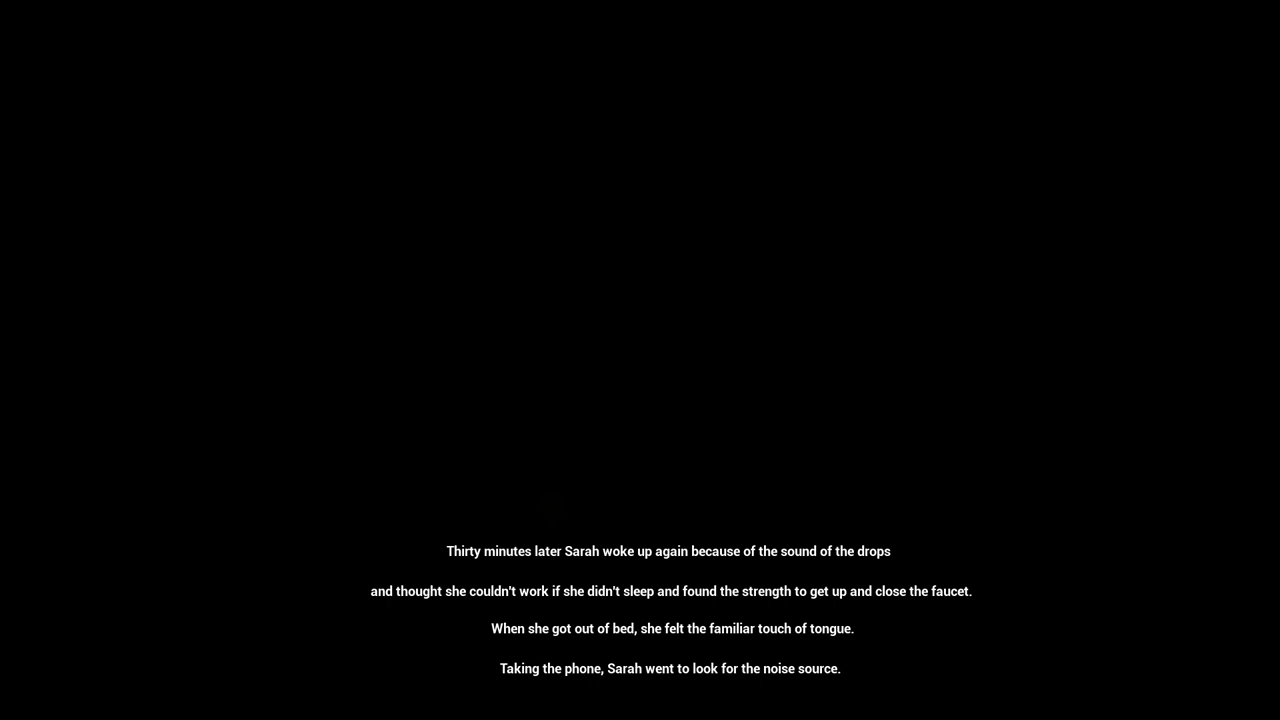 Thirty minutes later Sarah woke up again because of the sound of the drops
and thought she couldn't work if she didn't sleep and found the strength to get up and close the faucet.
When she got out of bed, she felt the familiar touch of tongue.
Taking the phone, Sarah went to look for the noise source.